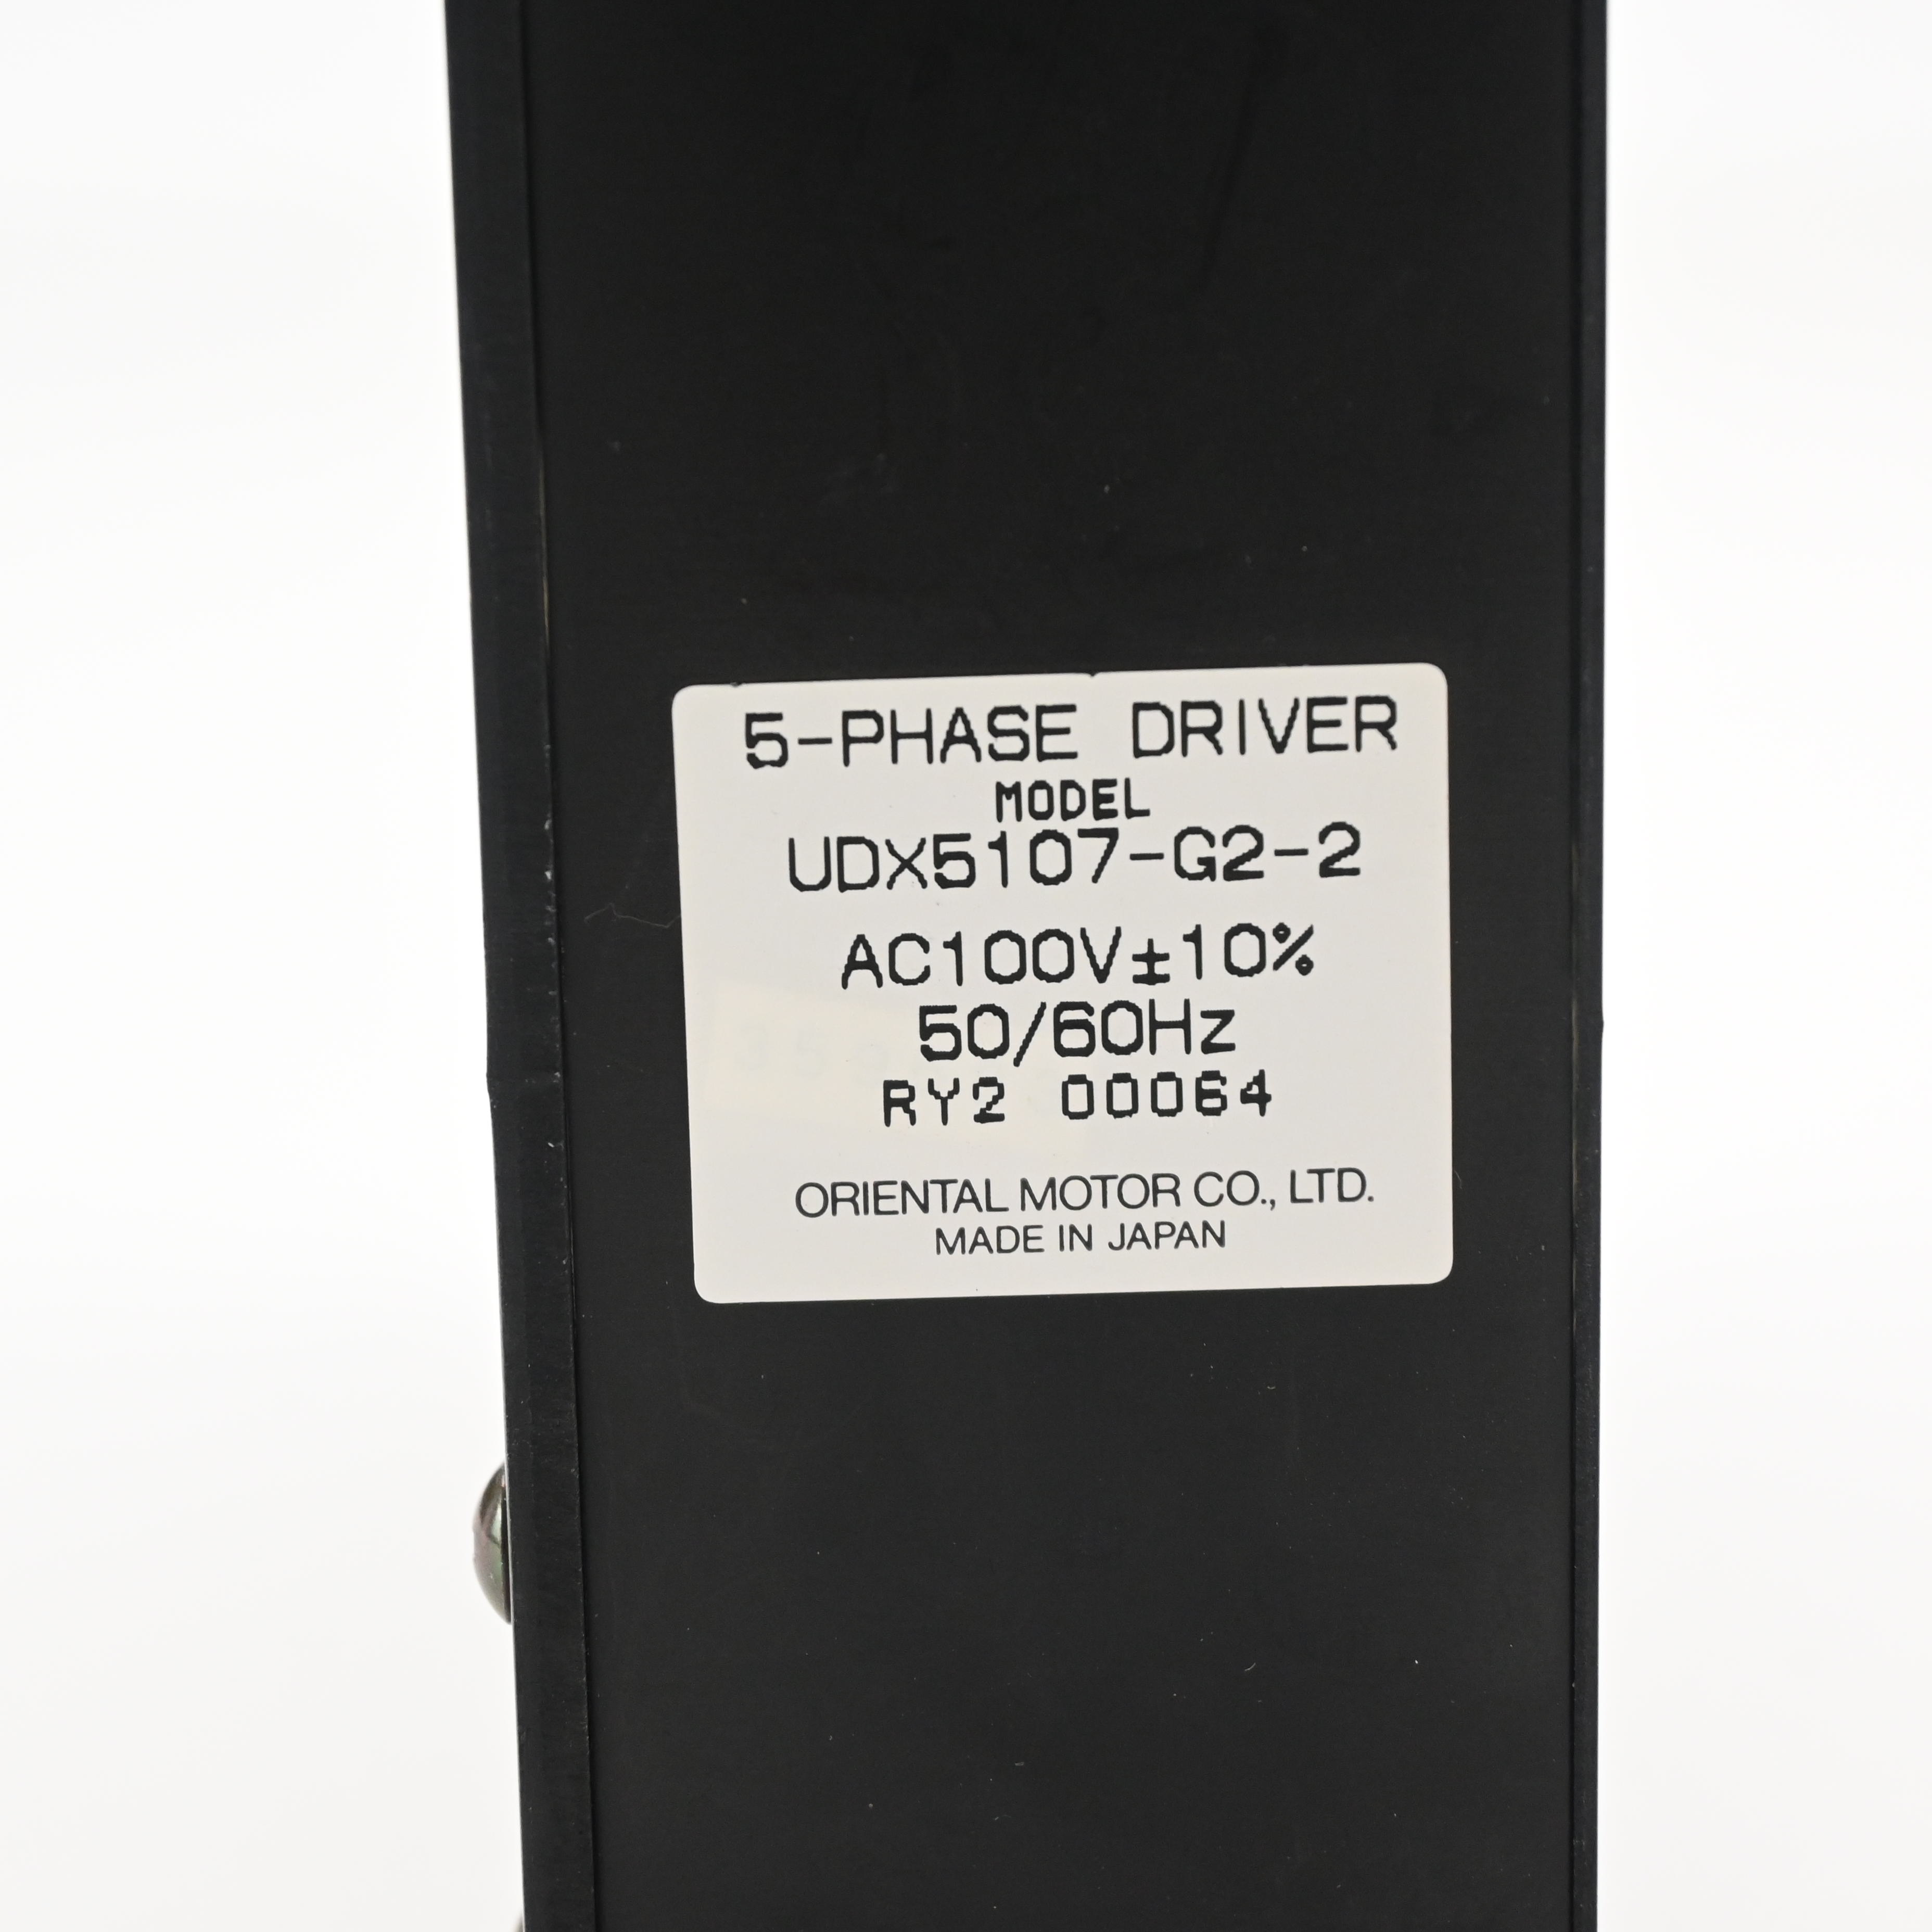 5-PHASE DRIVER
MODEL
UDX5107-G2-2
AC100V±10%
50/60Hz
RY2 00064
ORIENTAL MOTOR CO., LTD.
MADE IN JAPAN